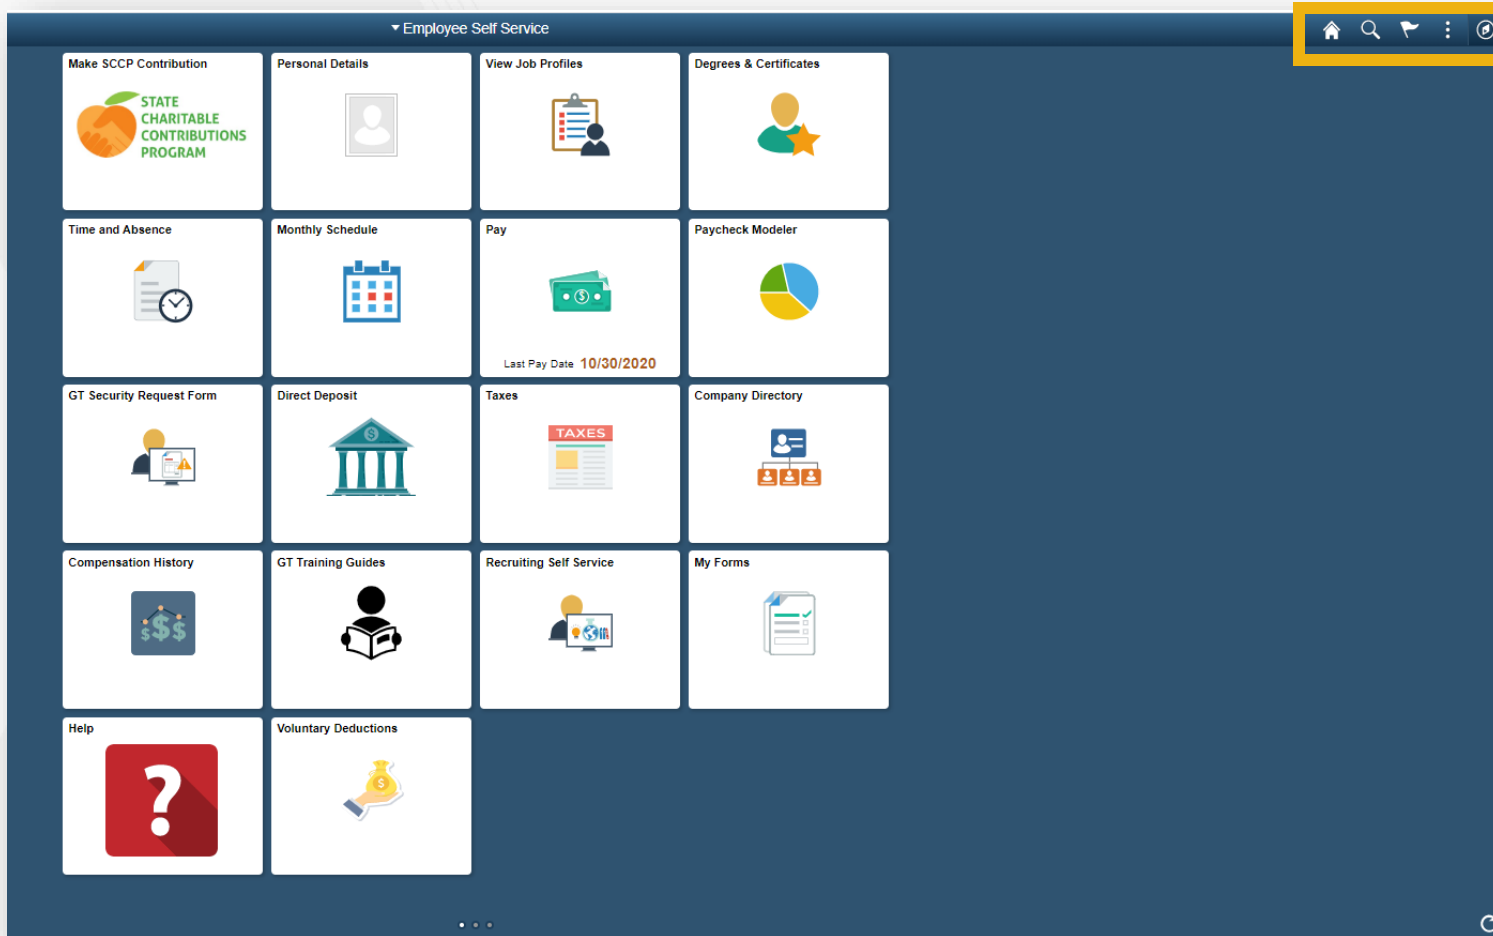 Employee Self Service
Make SCCP Contribution
STATE
CHARITABLE
CONTRIBUTIONS
PROGRAM
Personal Details
View Job Profiles
Degrees & Certificates
Time and Absence
Monthly Schedule
Pay
Last Pay Date 10/30/2020
Paycheck Modeler
GT Security Request Form
Direct Deposit
Taxes
TAXES
Company Directory
Compensation History
GT Training Guides
Recruiting Self Service
My Forms
Help
Voluntary Deductions